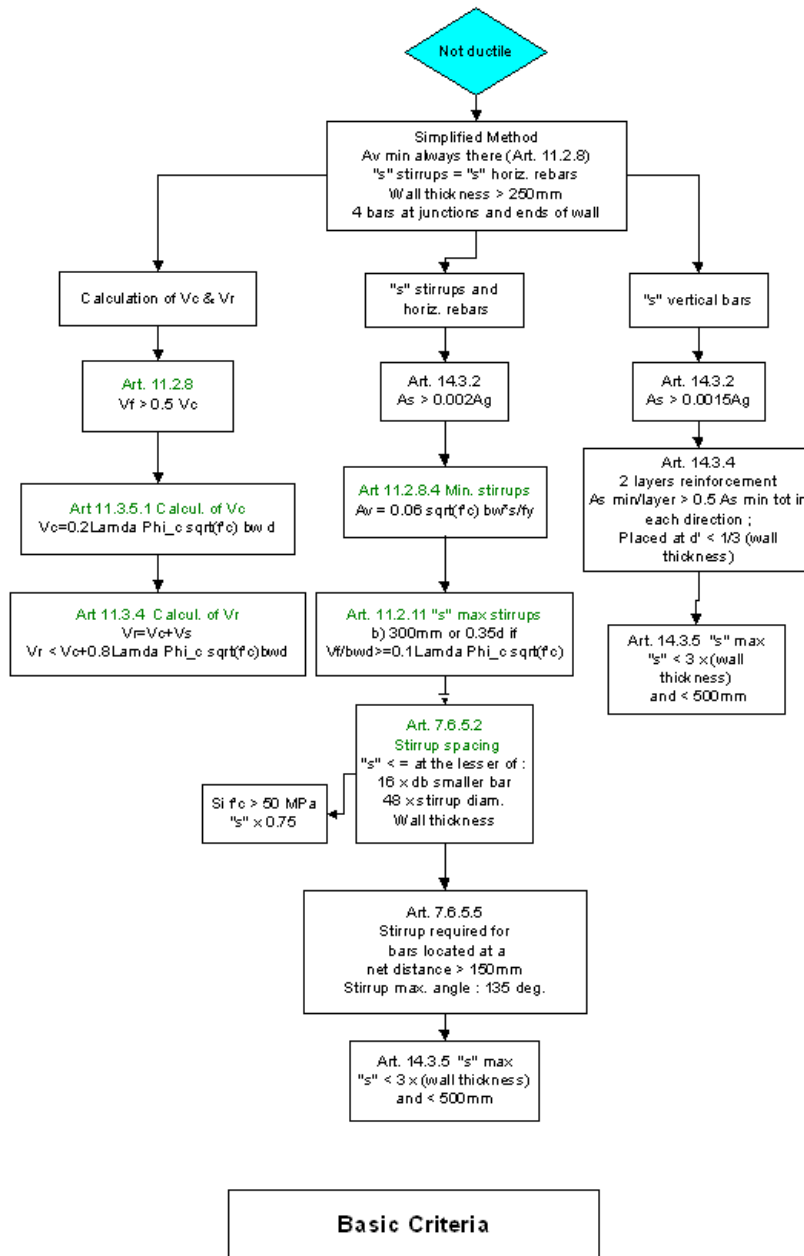 Not ductile
Simplified Method
Av min always there (Art. 11.2.8)
"s" stirrups = "s" horiz. rebars
Wall thickness > 250mm
4 bars at junctions and ends of wall
Calculation of Vc & Vr
"s" stirrups and
horiz. rebars
"s" vertical bars
Art. 11.2.8
Vf > 0.5 Vc
Art. 14.3.2
As > 0.002Ag
Art. 14.3.2
As > 0.0015Ag
Art 11.3.5.1 Calcul. of Vc
Vc=0.2Lamda Phi_c sqrt(f'c) bw d
Art 11.2.8.4 Min. stirrups
Av = 0.06 sqrt(f'c) bw*s/fy
Art. 14.3.4
2 layers reinforcement
As min/layer > 0.5 As min tot in
each direction ;
Placed at d' < 1/3 (wall
thickness)
Art 11.3.4 Calcul. of Vr
Vr=Vc+Vs
Vr < Vc+0.8Lamda Phi_c sqrt(f'c)bwd
Art. 11.2.11 "s" max stirrups
b) 300mm or 0.35d if
Vf/bwd>=0.1Lamda Phi_c sqrt(f'c)
Art. 14.3.5 "s" max
"s" < 3 x (wall
thickness)
and < 500mm
Art. 7.6.5.2
Stirrup spacing
"s" < = at the lesser of :
16 x db smaller bar
48 x stirrup diam.
Wall thickness
Si f'c > 50 MPa
"s" x 0.75
Art. 7.6.5.5
Stirrup required for
bars located at a
net distance > 150mm
Stirrup max. angle : 135 deg.
Art. 14.3.5 "s" max
"s" < 3 x (wall thickness)
and < 500mm
Basic Criteria